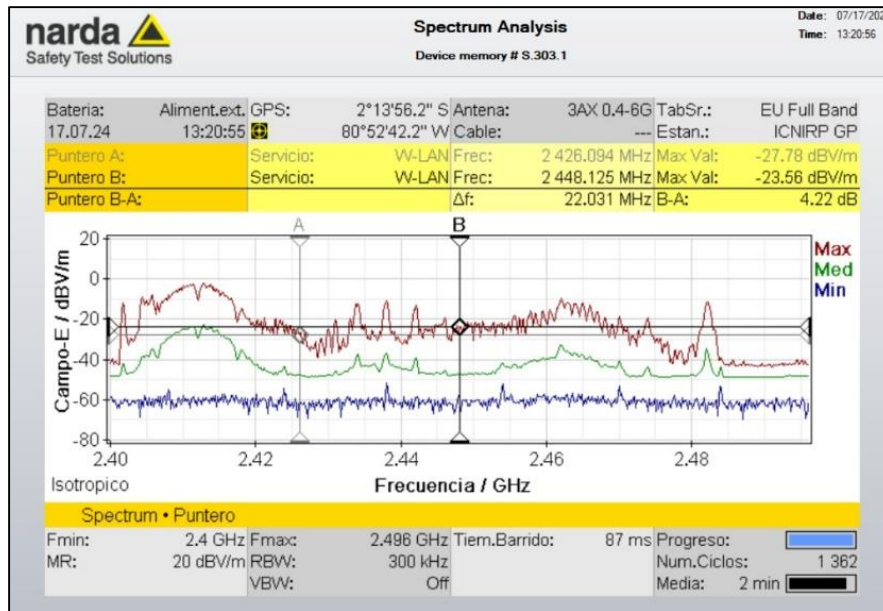 narda
Safety Test Solutions
Spectrum Analysis
Device memory # S.303.1
Date: 07/17/202
Time: 13:20:56
Bateria: Aliment.ext. GPS: 2°13'56.2" S Antena: 3AX 0.4-6G TabSr.: EU Full Band
17.07.24 13:20:55 80°52'42.2" W Cable: --- Estan.: ICNIRP GP
Puntero A: Servicio: W-LAN Frec: 2 426.094 MHz Max Val: -27.78 dBV/m
Puntero B: Servicio: W-LAN Frec: 2 448.125 MHz Max Val: -23.56 dBV/m
Puntero B-A: Δf: 22.031 MHz B-A: 4.22 dB
A B
Campo-E / dBV/m
20
0
-20
-40
-60
-80
Max
Med
Min
2.40 2.42 2.44 2.46 2.48
Isotropico Frecuencia / GHz
Spectrum • Puntero
Fmin: 2.4 GHz Fmax: 2.496 GHz Tiem.Barrido: 87 ms Progreso:
MR: 20 dBV/m RBW: 300 kHz Num.Ciclos: 1 362
VBW: Off Media: 2 min